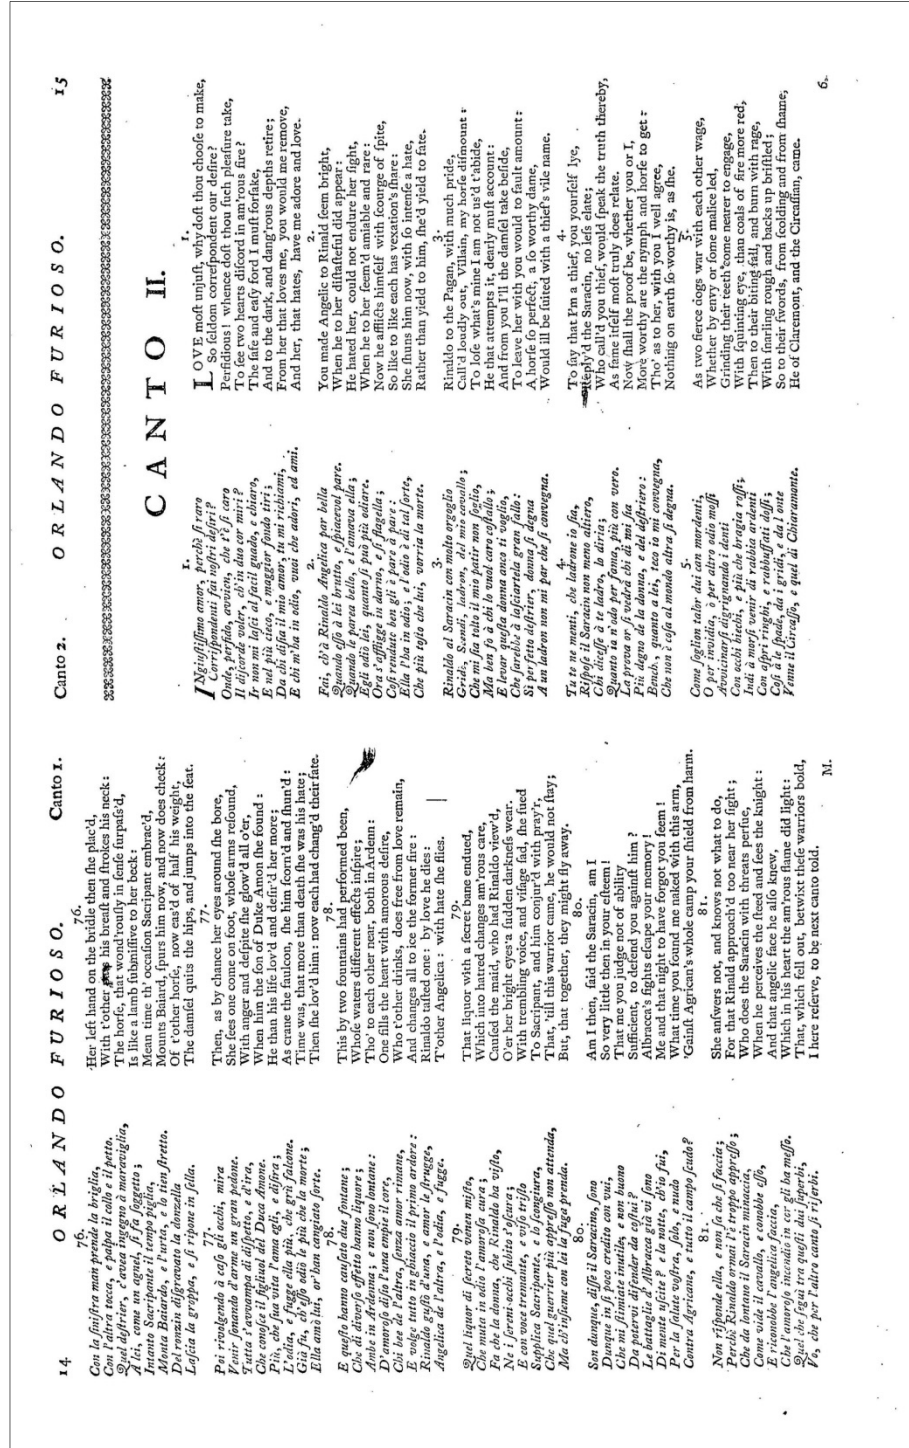 14
ORLANDO FURIOSO.
Canto 1.
76.
Con la siniſtra man prende la briglia,
Con l'altra tocca, e palpa il collo e il petto.
Quel deſtrier, c'avea ingegno à maraviglia,
A lei, come un agnel, ſi fa ſoggetto;
Intanto Sacripante il tempo piglia,
Monta Baiardo, e l'urta, e lo tien ſtretto.
Del ronzin diſgravato la donzella
Laſcia la groppa, e ſi ripone in ſella.
77.
Poi rivolgendo à caſo gli occhi, mira
Venir ſonando d'arme un gran pedone.
Tutta s'avvampa di diſpetto, e d'ira,
Che conoſce il figliuol del Duca Amone.
Più, che ſua vita l'ama egli, e diſira;
L'odia, e fugge ella più, che grù falcone.
Già fu, ch'eſſo odiò lei più che la morte;
Ella amò lui, or'han cangiato ſorte.
78.
E queſto hanno cauſato due fontane;
Che di diverſo effetto hanno liquore;
Ambe in Ardenna; e non ſono lontane:
D'amoroſo diſio l'una empie il core,
Chi bee de l'altra, ſenza amor rimane,
E volge tutto in ghiaccio il primo ardore:
Rinaldo guſtò d'una, e amor le ſtrugge,
Angelica de l'altra, e l'odia, e fugge.
79.
Quel liquor di ſecreto venen miſto,
Che muta in odio l'amoroſa cura;
Fa che la donna, che Rinaldo ha viſto,
Ne i ſereni occhi ſubito s'oſcura;
E con voce tremante, e viſo triſto
Supplica Sacripante, e lo ſcongiura,
Che quel guerrier più appreſſo non attenda,
Ma ch'inſieme con lei la fuga prenda.
80.
Son dunque, diſſe il Saraccino, ſono
Dunque in ſi poco credito con vui,
Che mi ſtimiate inutile, e non buono
Da potervi difender da coſtui?
Le battaglie d'Albracca già vi ſono
Di mente uſcite? e la notte, ch'io fui,
Per la ſalute voſtra, ſolo, e nudo
Contra Agricane, e tutto il campo ſcudo?
81.
Non riſponde ella, e non ſa che ſi faccia;
Perchè Rinaldo ormai l'è troppo appreſſo;
Che da lontano al Saracin minaccia,
Come vide il cavallo, e conobbe eſſo,
E riconobbe l'angelica faccia,
Che l'amoroſo incendio in cor gli ha meſſo.
Quel che ſeguì tra queſti duo ſuperbi,
Vo, che per l'altro canto ſi riſerbi.
76.
Her left hand on the bridle then ſhe plac'd,
With t'other his breaſt and ſtrokes his neck:
The horſe, that wond'rouſly in ſenſe ſurpaſs'd,
Is like a lamb ſubmiſſive to her beck:
Mean time th' occaſion Sacripant embrac'd,
Mounts Baiard, ſpurs him now, and now does check:
Of t'other horſe, now eas'd of half his weight,
The damſel quits the hips, and jumps into the ſeat.
77.
Then, as by chance her eyes around ſhe bore,
She ſees one come on foot, whoſe arms reſound,
With anger and deſpite ſhe glow'd all o'er,
When him the ſon of Duke Amon ſhe found:
He than his life lov'd and deſir'd her more;
As crane the faulcon, ſhe him ſcorn'd and ſhun'd:
Time was, that more than death ſhe was his hate;
Then ſhe lov'd him: now each had chang'd their fate.
78.
This by two fountains had performed been,
Whoſe waters different effects inſpire;
Tho' to each other near, both in Ardenn:
One fills the heart with amorous deſire,
Who t'other drinks, does free from love remain,
And changes all to ice the former fire:
Rinaldo taſted one: by love he dies:
T'other Angelica: with hate ſhe flies.
79.
That liquor with a ſecret bane endued,
Which into hatred changes am'rous care,
Cauſed the maid, who had Rinaldo view'd,
O'er her bright eyes a ſudden darkneſs wear.
With trembling voice, and viſage ſad, ſhe ſued
To Sacripant, and him conjur'd with pray'r,
That, 'till this warrior came, he would not ſtay;
But, that together, they might fly away.
80.
Am I then, ſaid the Saracin, am I
So very little then in your eſteem!
That me you judge not of ability
Sufficient, to defend you againſt him?
Albracca's fights eſcape your memory!
Me and that night to have forgot you ſeem!
What time you found me naked with this arm,
'Gainſt Agricane's whole camp your ſhield from harm.
81.
She anſwers not, and knows not what to do,
For that Rinald approach'd too near her ſight;
Who does the Saracin with threats perſue,
When he perceives the ſteed and ſees the knight:
And that angelic face he alſo knew,
Which in his heart the am'rous flame did light:
That, which fell out, betwixt theſe warriors bold,
I here reſerve, to be next canto told.
M.
Canto 2.
ORLANDO FURIOSO.
15
CANTO II.
1.
INgiuſtiſſimo amor, perchè ſi raro
Corriſpondenti fai noſtri deſiri?
Onde, perfido, avvien, che t'è ſi caro
Il diſcorde voler, ch'in duo cor miri?
Ir non mi laſci al facil guado, e chiaro,
E nel più cieco, e maggior fondo tiri:
Da chi diſia il mio amor, tu mi richiami,
E chi m'ha in odio, vuoi che adori, ed ami.
2.
Fai, ch'à Rinaldo Angelica par bella
Quando eſſo à lei brutto, e ſpiacevol pare.
Quando le parea bello, e l'amava ella;
Egli odiò lei, quanto ſi può più odiare.
Ora s'affligge in darno, e ſi flagella;
Coſi rendute ben gli è pare à pare:
Ella l'ha in odio; e l'odio è di tal ſorte,
Che più toſto che lui, vorria la morte.
3.
Rinaldo al Saracin con molto orgoglio
Gridò, Scendi, ladron, del mio cavallo;
Che mi ſia tolto il mio patir non ſoglio,
Ma ben fo à chi lo vuol caro coſtallo;
E levar queſta donna anco ti voglio,
Che ſarebbe à laſciartela gran fallo:
Si perfetto deſtrier, donna ſi degna
A un ladron non mi par che ſi convegna.
4.
Tu te ne menti, che ladrone io ſia,
Riſpoſe il Saracin non meno altiero,
Chi diceſſe à te ladro, lo diria;
Quanto io n'odo per fama, più con vero.
La prova or ſi vedrà chi di noi ſia
Più degno de la donna, e del deſtriero:
Benchè, quanto a lei, teco io mi convegna,
Che non è coſa al mondo altra ſi degna.
5.
Come ſoglion talor dui can mordenti,
O per invidia, ò per altro odio moſſi
Avvicinarſi digrignando i denti
Con occhi biechi, e più che bragia roſſi;
Indi à morſi venir di rabbia ardenti
Con aſpri ringhi, e rabbuffati doſſi;
Coſi à le ſpade, da i gridi, e da l'onte
Venne il Circaſſo, e quel di Chiaramonte.
1.
LOVE moſt unjuſt, why doſt thou chooſe to make,
So ſeldom correſpondent our deſire?
Perfidious! whence doſt thou ſuch pleaſure take,
To ſee two hearts diſcord in am'rous fire?
The ſafe and eaſy ford I muſt forſake,
And to the dark, and dang'rous depths retire;
From her that loves me, you would me remove,
And her, that hates, have me adore and love.
2.
You made Angelic to Rinald ſeem bright,
When he to her diſtaſteful did appear:
He hated her, could not endure her ſight,
When he to her ſeem'd amiable and rare:
Now he afflicts himſelf with ſcourge of ſpite,
So like to like each has vexation's ſhare:
She ſhuns him now, with ſo intenſe a hate,
Rather than yield to him, ſhe'd yield to fate.
3.
Rinaldo to the Pagan, with much pride,
Call'd loudly out, Villain, my horſe diſmount:
To loſe what's mine I am not us'd t'abide,
He that attempts it, dearly muſt account:
And from you I'll the damſel take beſide,
To leave her with you would to fault amount:
A horſe ſo perfect, a ſo worthy dame,
Would ill be ſuited with a thief's vile name.
4.
To ſay that I'm a thief, you yourſelf lye,
Reply'd the Saracin, no leſs elate;
Who call'd you thief, would ſpeak the truth thereby,
As fame itſelf moſt truly does relate.
Now ſhall the proof be, whether you or I,
More worthy are the nymph and horſe to get:
Tho' as to her, with you I well agree,
Nothing on earth ſo worthy is, as ſhe.
5.
As two fierce dogs war with each other wage,
Whether by envy or ſome malice led,
Grinding their teeth come nearer to engage,
With ſquinting eye, than coals of fire more red,
Then to their biting fall, and burn with rage,
With ſnarling rough and backs up briſtled;
So to their ſwords, from ſcolding and from ſhame,
He of Claremont, and the Circaſſian, came.
6.